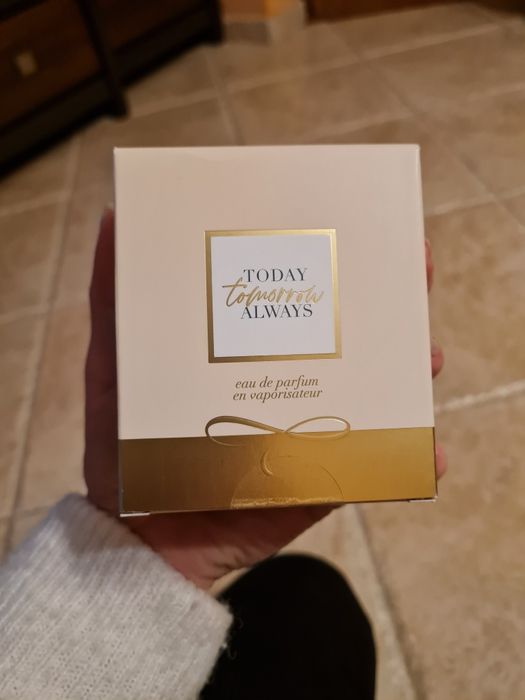 TODAY
tomorrow
ALWAYS
eau de parfum
en vaporisateur